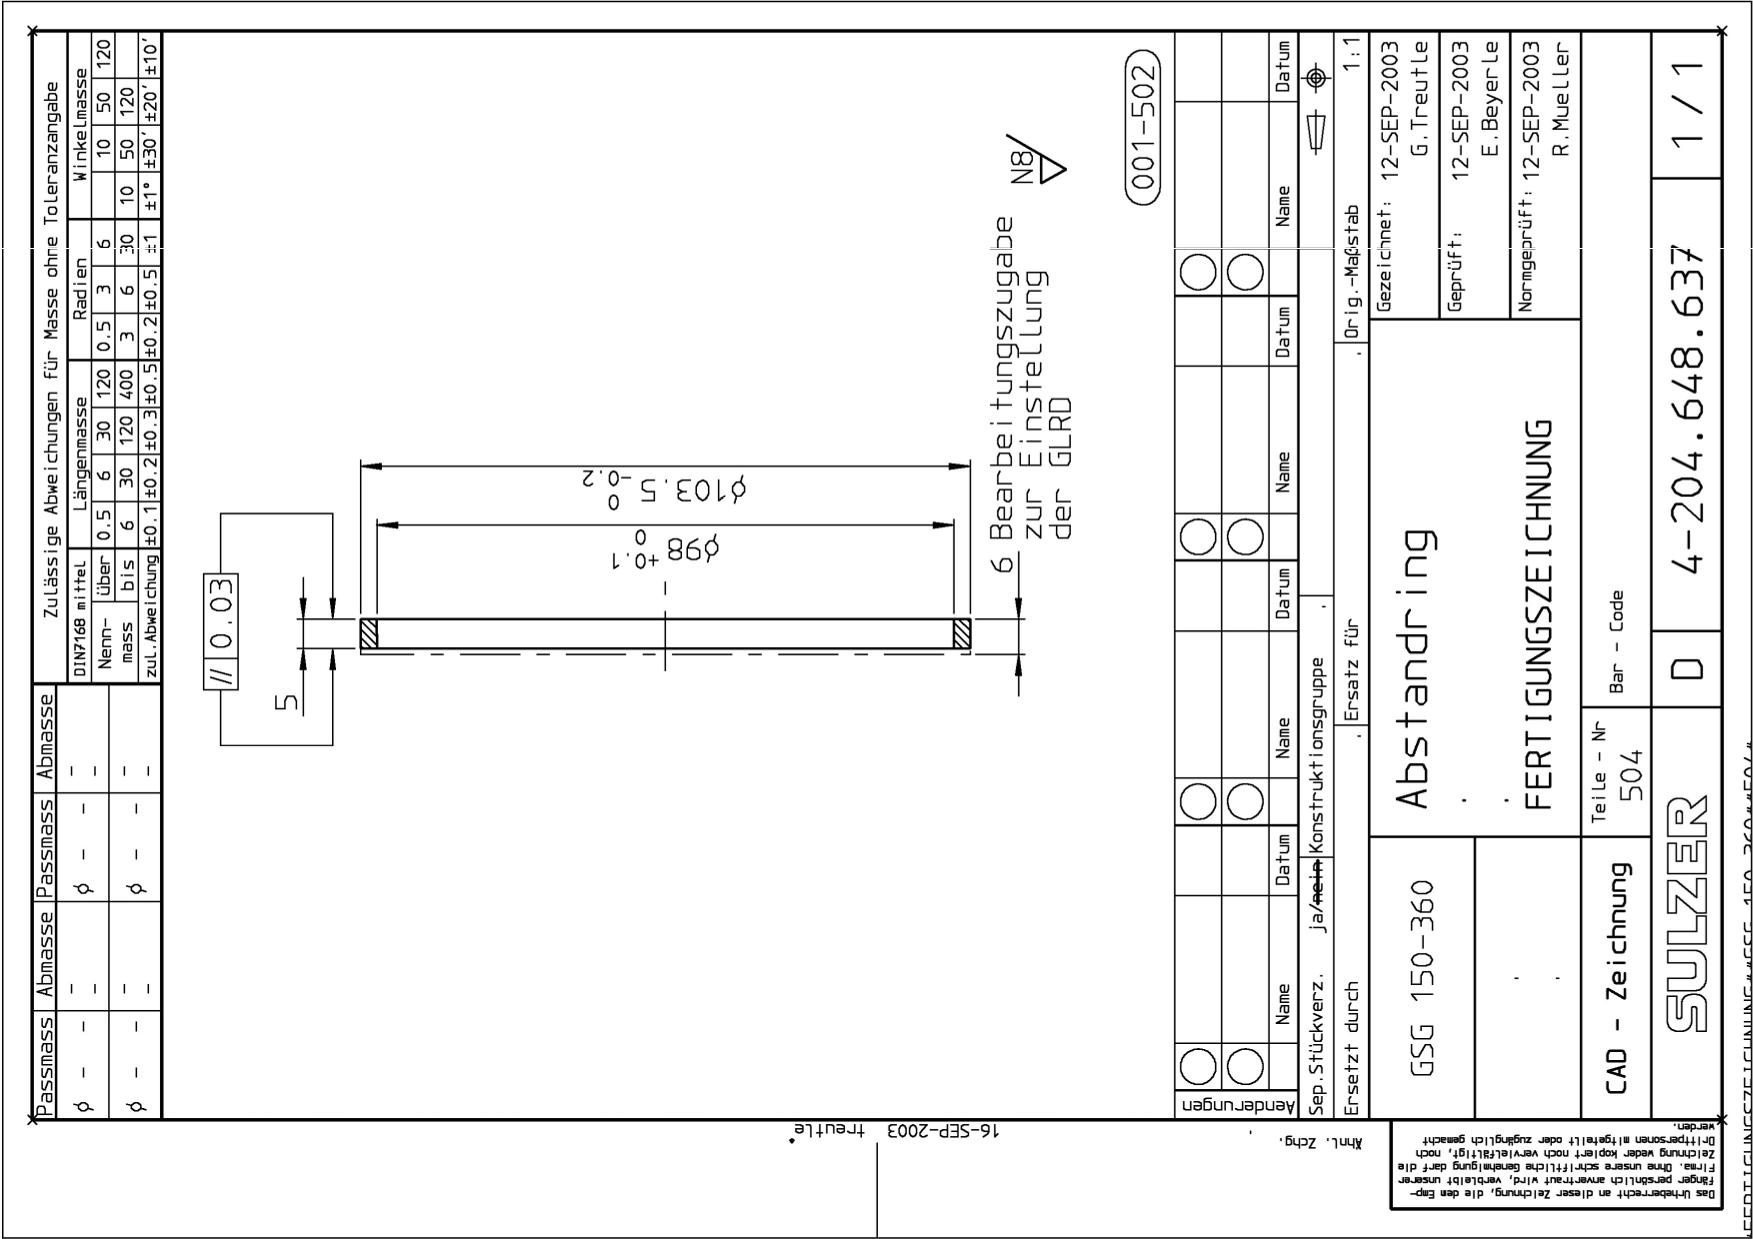 Zulässige Abweichungen für Masse ohne Toleranzangabe
DIN7168 mittel Längenmasse Radien Winkelmasse
Nenn- über 0.5 6 30 120 0.5 3 6 10 50 120
mass bis 6 30 120 400 3 6 30 10 50 120
zul.Abweichung ±0.1 ±0.2 ±0.3 ±0.5 ±0.2 ±0.5 ±1 ±1° ±30' ±20' ±10'
Passmass Abmasse Passmass Abmasse
ϕ - - - ϕ - - -
-  -
ϕ - - - ϕ - - -
-  -
// 0.03
5
ϕ103.5 0 -0.2
ϕ98 +0.1 0
6 Bearbeitungszugabe
zur Einstellung
der GLRD
N8
001-502
Aenderungen
Name Datum Name Datum Name Datum Name Datum
Sep.Stückverz. ja/nein Konstruktionsgruppe .
Ersetzt durch . Ersatz für . Orig.-Maßstab 1:1
GSG 150-360
Abstandring
FERTIGUNGSZEICHNUNG
Gezeichnet: 12-SEP-2003
G.Treutle
Geprüft: 12-SEP-2003
E.Beyerle
Normgeprüft: 12-SEP-2003
R.Mueller
CAD - Zeichnung
Teile - Nr
504
Bar - Code
SULZER
D
4-204.648.637
1/1
16-SEP-2003 treutle
Ähnl. Zchg.
Das Urheberrecht an dieser Zeichnung, die dem Emp-
fänger persönlich anvertraut wird, verbleibt unserer
Firma. Ohne unsere schriftliche Genehmigung darf die
Zeichnung weder kopiert noch vervielfältigt, noch
Drittpersonen mitgeteilt oder zugänglich gemacht
werden.